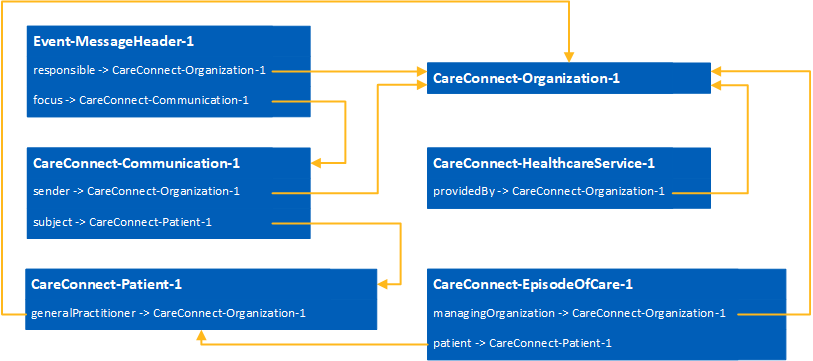 Event-MessageHeader-1
responsible -> CareConnect-Organization-1
focus -> CareConnect-Communication-1
CareConnect-Organization-1
CareConnect-Communication-1
sender -> CareConnect-Organization-1
subject -> CareConnect-Patient-1
CareConnect-HealthcareService-1
providedBy -> CareConnect-Organization-1
CareConnect-Patient-1
generalPractitioner -> CareConnect-Organization-1
CareConnect-EpisodeOfCare-1
managingOrganization -> CareConnect-Organization-1
patient -> CareConnect-Patient-1